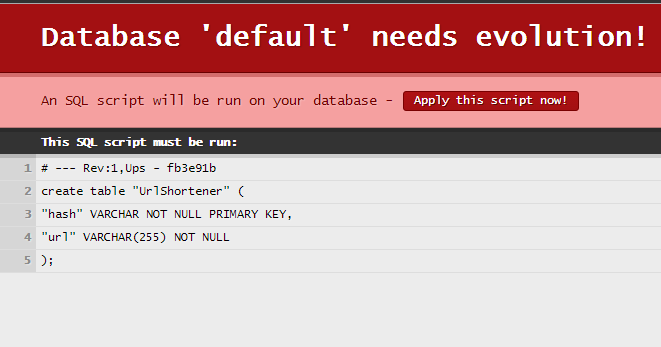 Database 'default' needs evolution!
An SQL script will be run on your database - Apply this script now!
This SQL script must be run:
1 # --- Rev:1,Ups - fb3e91b
2 create table "UrlShortener" (
3 "hash" VARCHAR NOT NULL PRIMARY KEY,
4 "url" VARCHAR(255) NOT NULL
5 );